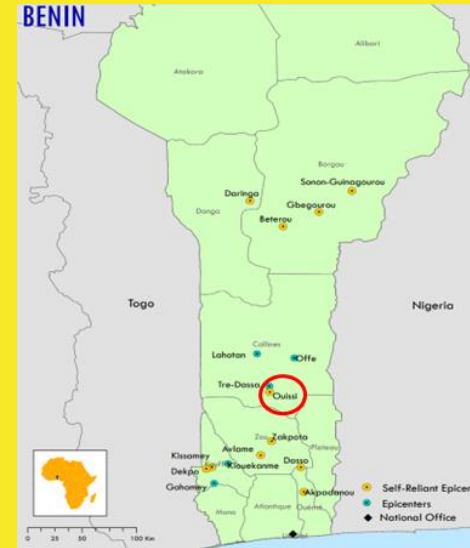 BENIN
Alibori
Atakora
Borgou
Sanon-Guinagourou
Daringa
Gbegourou
Donga
Beterou
Togo
Nigeria
Collines
Lahotan
Offe
Tre-Dassa
Ouissi
Zou
Zakpota
Plateau
Avlame
Kissamey
Klouekanme
Dasso
Dekpo
Gohomey
Akpadanou
Mono
Atlantique
Ouémé
Self-Reliant Epicen
Epicenters
National Office
0 25 50 100 Km